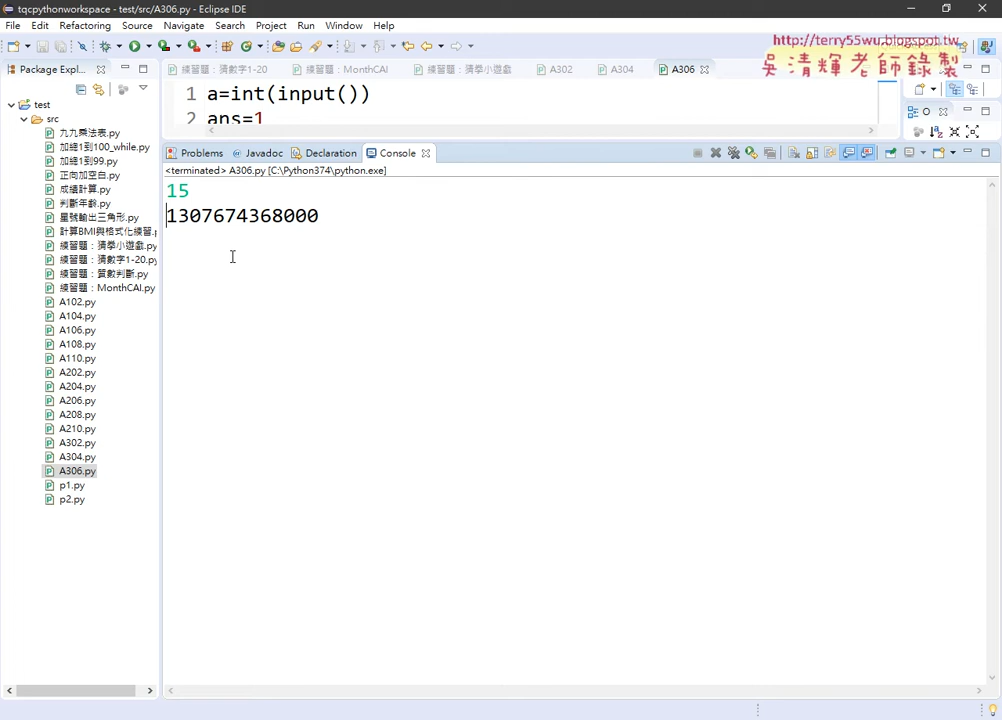 tqcpythonworkspace - test/src/A306.py - Eclipse IDE
File Edit Refactoring Source Navigate Search Project Run Window Help
http://terry55wu.blogspot.tw
吳清輝老師錄製
Package Expl...
練習題：猜數字1-20
練習題：MonthCAI
練習題：猜拳小遊戲
A302
A304
A306
test
src
九九乘法表.py
加總1到100_while.py
加總1到99.py
正向加空白.py
成績計算.py
判斷年齡.py
星號輸出三角形.py
計算BMI與格式化練習.
練習題：猜拳小遊戲.py
練習題：猜數字1-20.py
練習題：質數判斷.py
練習題：MonthCAI.py
A102.py
A104.py
A106.py
A108.py
A110.py
A202.py
A204.py
A206.py
A208.py
A210.py
A302.py
A304.py
A306.py
p1.py
p2.py
1 a=int(input())
2 ans=1
Problems Javadoc Declaration Console
<terminated> A306.py [C:\Python374\python.exe]
15
1307674368000